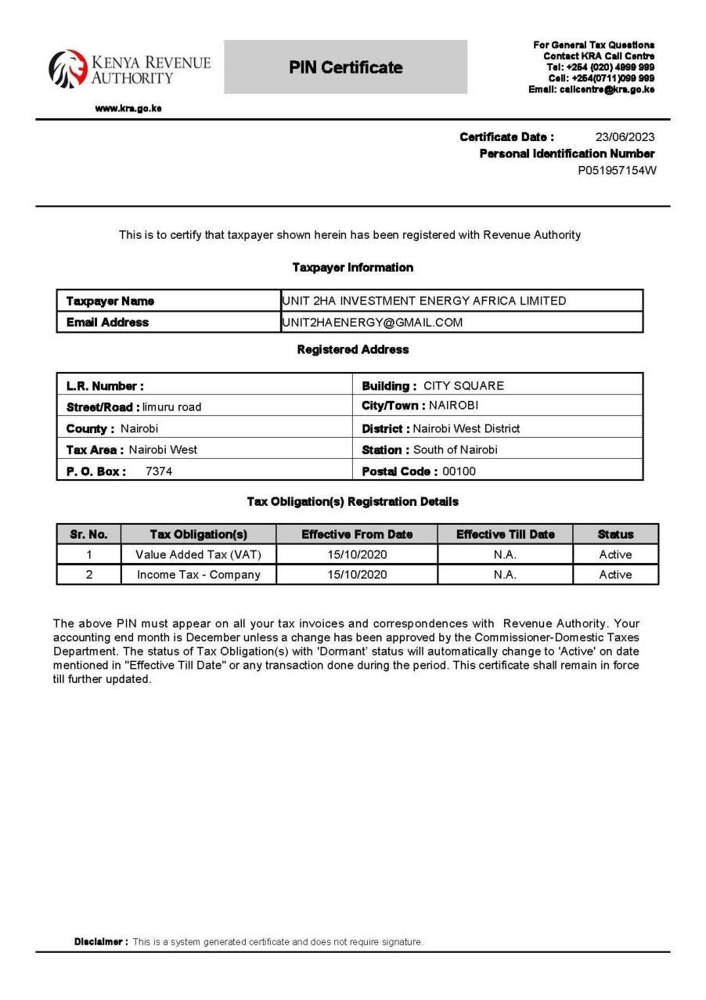 KENYA REVENUE
AUTHORITY
www.kra.go.ke
PIN Certificate
For General Tax Questions
Contact KRA Call Centre
Tel: +254 (020) 4999 999
Cell: +254(0711)099 999
Email: callcentre@kra.go.ke
Certificate Date : 23/06/2023
Personal Identification Number
P051957154W
This is to certify that taxpayer shown herein has been registered with Revenue Authority
Taxpayer Information
Taxpayer Name UNIT 2HA INVESTMENT ENERGY AFRICA LIMITED
Email Address UNIT2HAENERGY@GMAIL.COM
Registered Address
L.R. Number : Building : CITY SQUARE
Street/Road : limuru road City/Town : NAIROBI
County : Nairobi District : Nairobi West District
Tax Area : Nairobi West Station : South of Nairobi
P. O. Box : 7374 Postal Code : 00100
Tax Obligation(s) Registration Details
Sr. No. Tax Obligation(s) Effective From Date Effective Till Date Status
1 Value Added Tax (VAT) 15/10/2020 N.A. Active
2 Income Tax - Company 15/10/2020 N.A. Active
The above PIN must appear on all your tax invoices and correspondences with Revenue Authority. Your
accounting end month is December unless a change has been approved by the Commissioner-Domestic Taxes
Department. The status of Tax Obligation(s) with 'Dormant' status will automatically change to 'Active' on date
mentioned in "Effective Till Date" or any transaction done during the period. This certificate shall remain in force
till further updated.
Disclaimer : This is a system generated certificate and does not require signature.